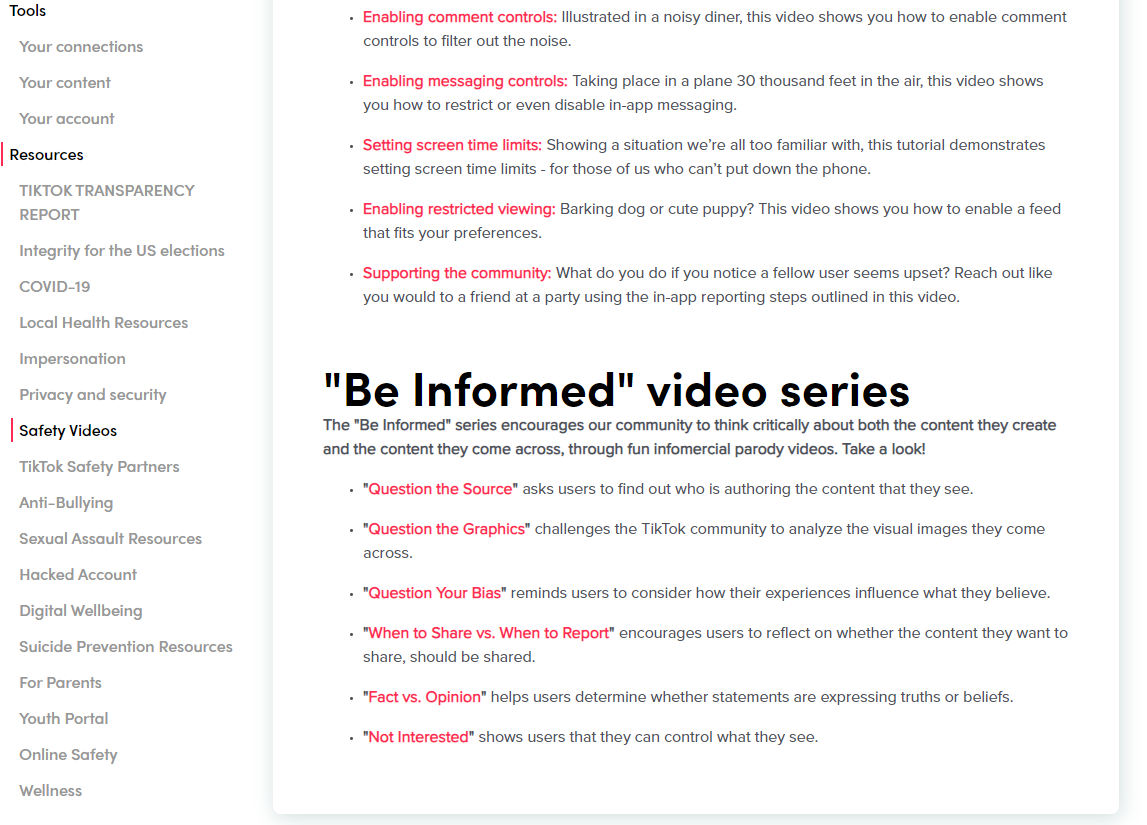 Tools
Your connections
Your content
Your account
Resources
TIKTOK TRANSPARENCY
REPORT
Integrity for the US elections
COVID-19
Local Health Resources
Impersonation
Privacy and security
Safety Videos
TikTok Safety Partners
Anti-Bullying
Sexual Assault Resources
Hacked Account
Digital Wellbeing
Suicide Prevention Resources
For Parents
Youth Portal
Online Safety
Wellness
• Enabling comment controls: Illustrated in a noisy diner, this video shows you how to enable comment
controls to filter out the noise.
• Enabling messaging controls: Taking place in a plane 30 thousand feet in the air, this video shows
you how to restrict or even disable in-app messaging.
• Setting screen time limits: Showing a situation we’re all too familiar with, this tutorial demonstrates
setting screen time limits - for those of us who can’t put down the phone.
• Enabling restricted viewing: Barking dog or cute puppy? This video shows you how to enable a feed
that fits your preferences.
• Supporting the community: What do you do if you notice a fellow user seems upset? Reach out like
you would to a friend at a party using the in-app reporting steps outlined in this video.
"Be Informed" video series
The "Be Informed" series encourages our community to think critically about both the content they create
and the content they come across, through fun infomercial parody videos. Take a look!
• "Question the Source" asks users to find out who is authoring the content that they see.
• "Question the Graphics" challenges the TikTok community to analyze the visual images they come
across.
• "Question Your Bias" reminds users to consider how their experiences influence what they believe.
• "When to Share vs. When to Report" encourages users to reflect on whether the content they want to
share, should be shared.
• "Fact vs. Opinion" helps users determine whether statements are expressing truths or beliefs.
• "Not Interested" shows users that they can control what they see.